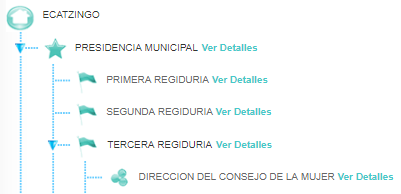 ECATZINGO
PRESIDENCIA MUNICIPAL Ver Detalles
PRIMERA REGIDURIA Ver Detalles
SEGUNDA REGIDURIA Ver Detalles
TERCERA REGIDURIA Ver Detalles
DIRECCION DEL CONSEJO DE LA MUJER Ver Detalles